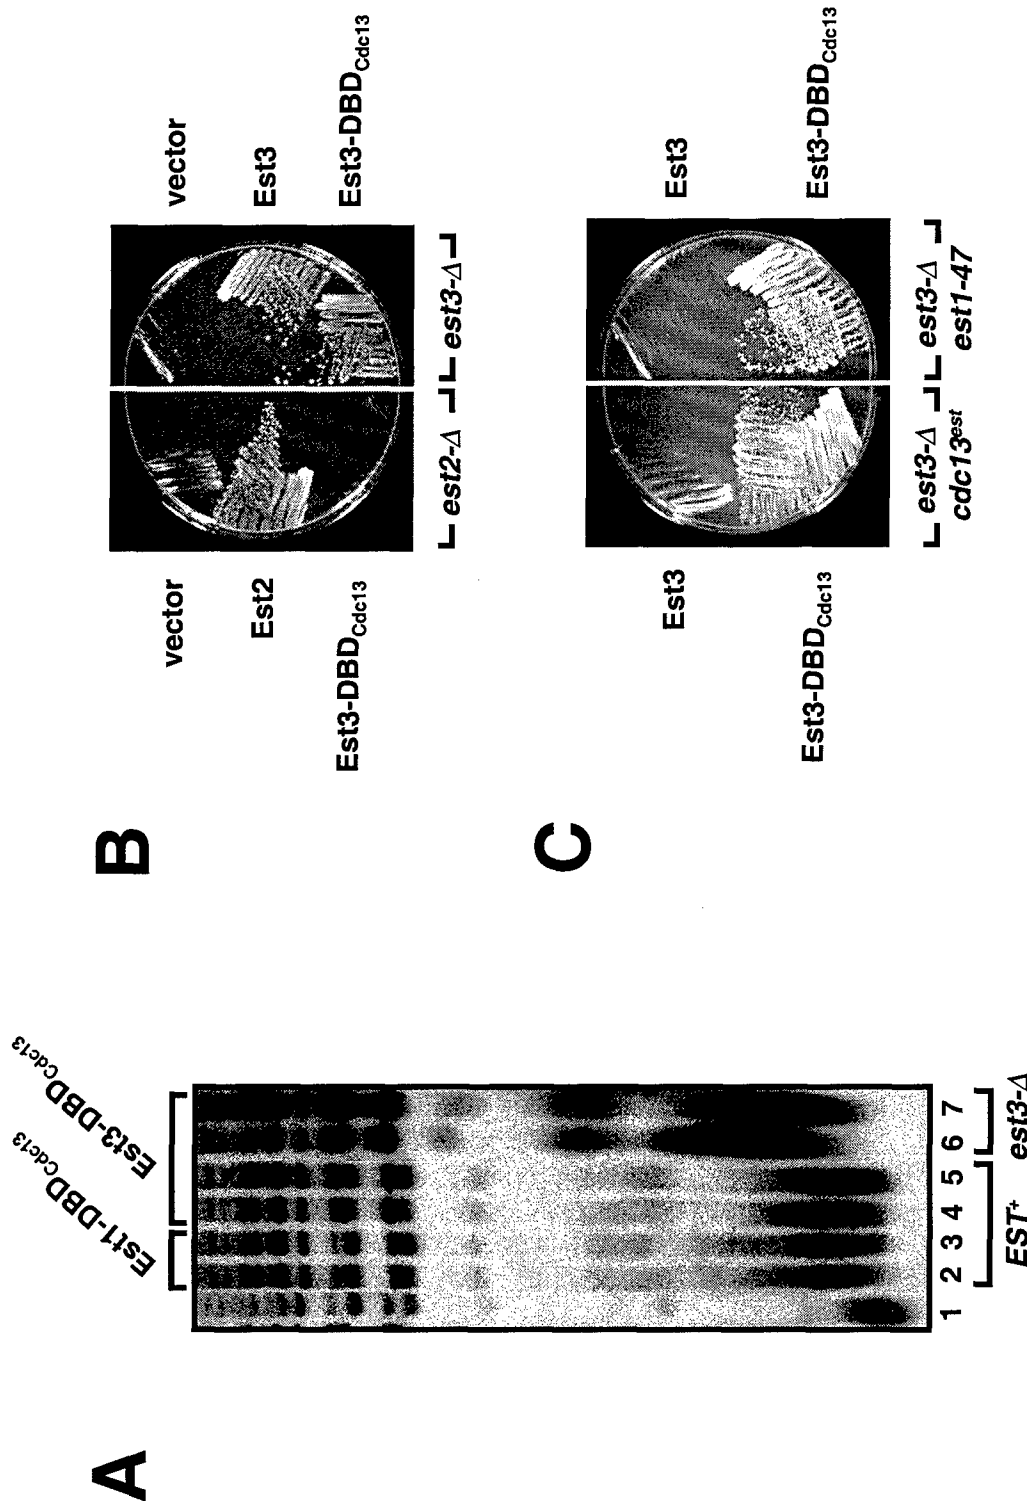 A
Est1-DBDCdc13
Est3-DBDCdc13
1 2 3 4 5 6 7
EST+ est3-Δ
B
vector
Est2
Est3-DBDCdc13
vector
Est3
Est3-DBDCdc13
est2-Δ est3-Δ
C
Est3
Est3-DBDCdc13
Est3
Est3-DBDCdc13
est3-Δ est3-Δ
cdc13est est1-47